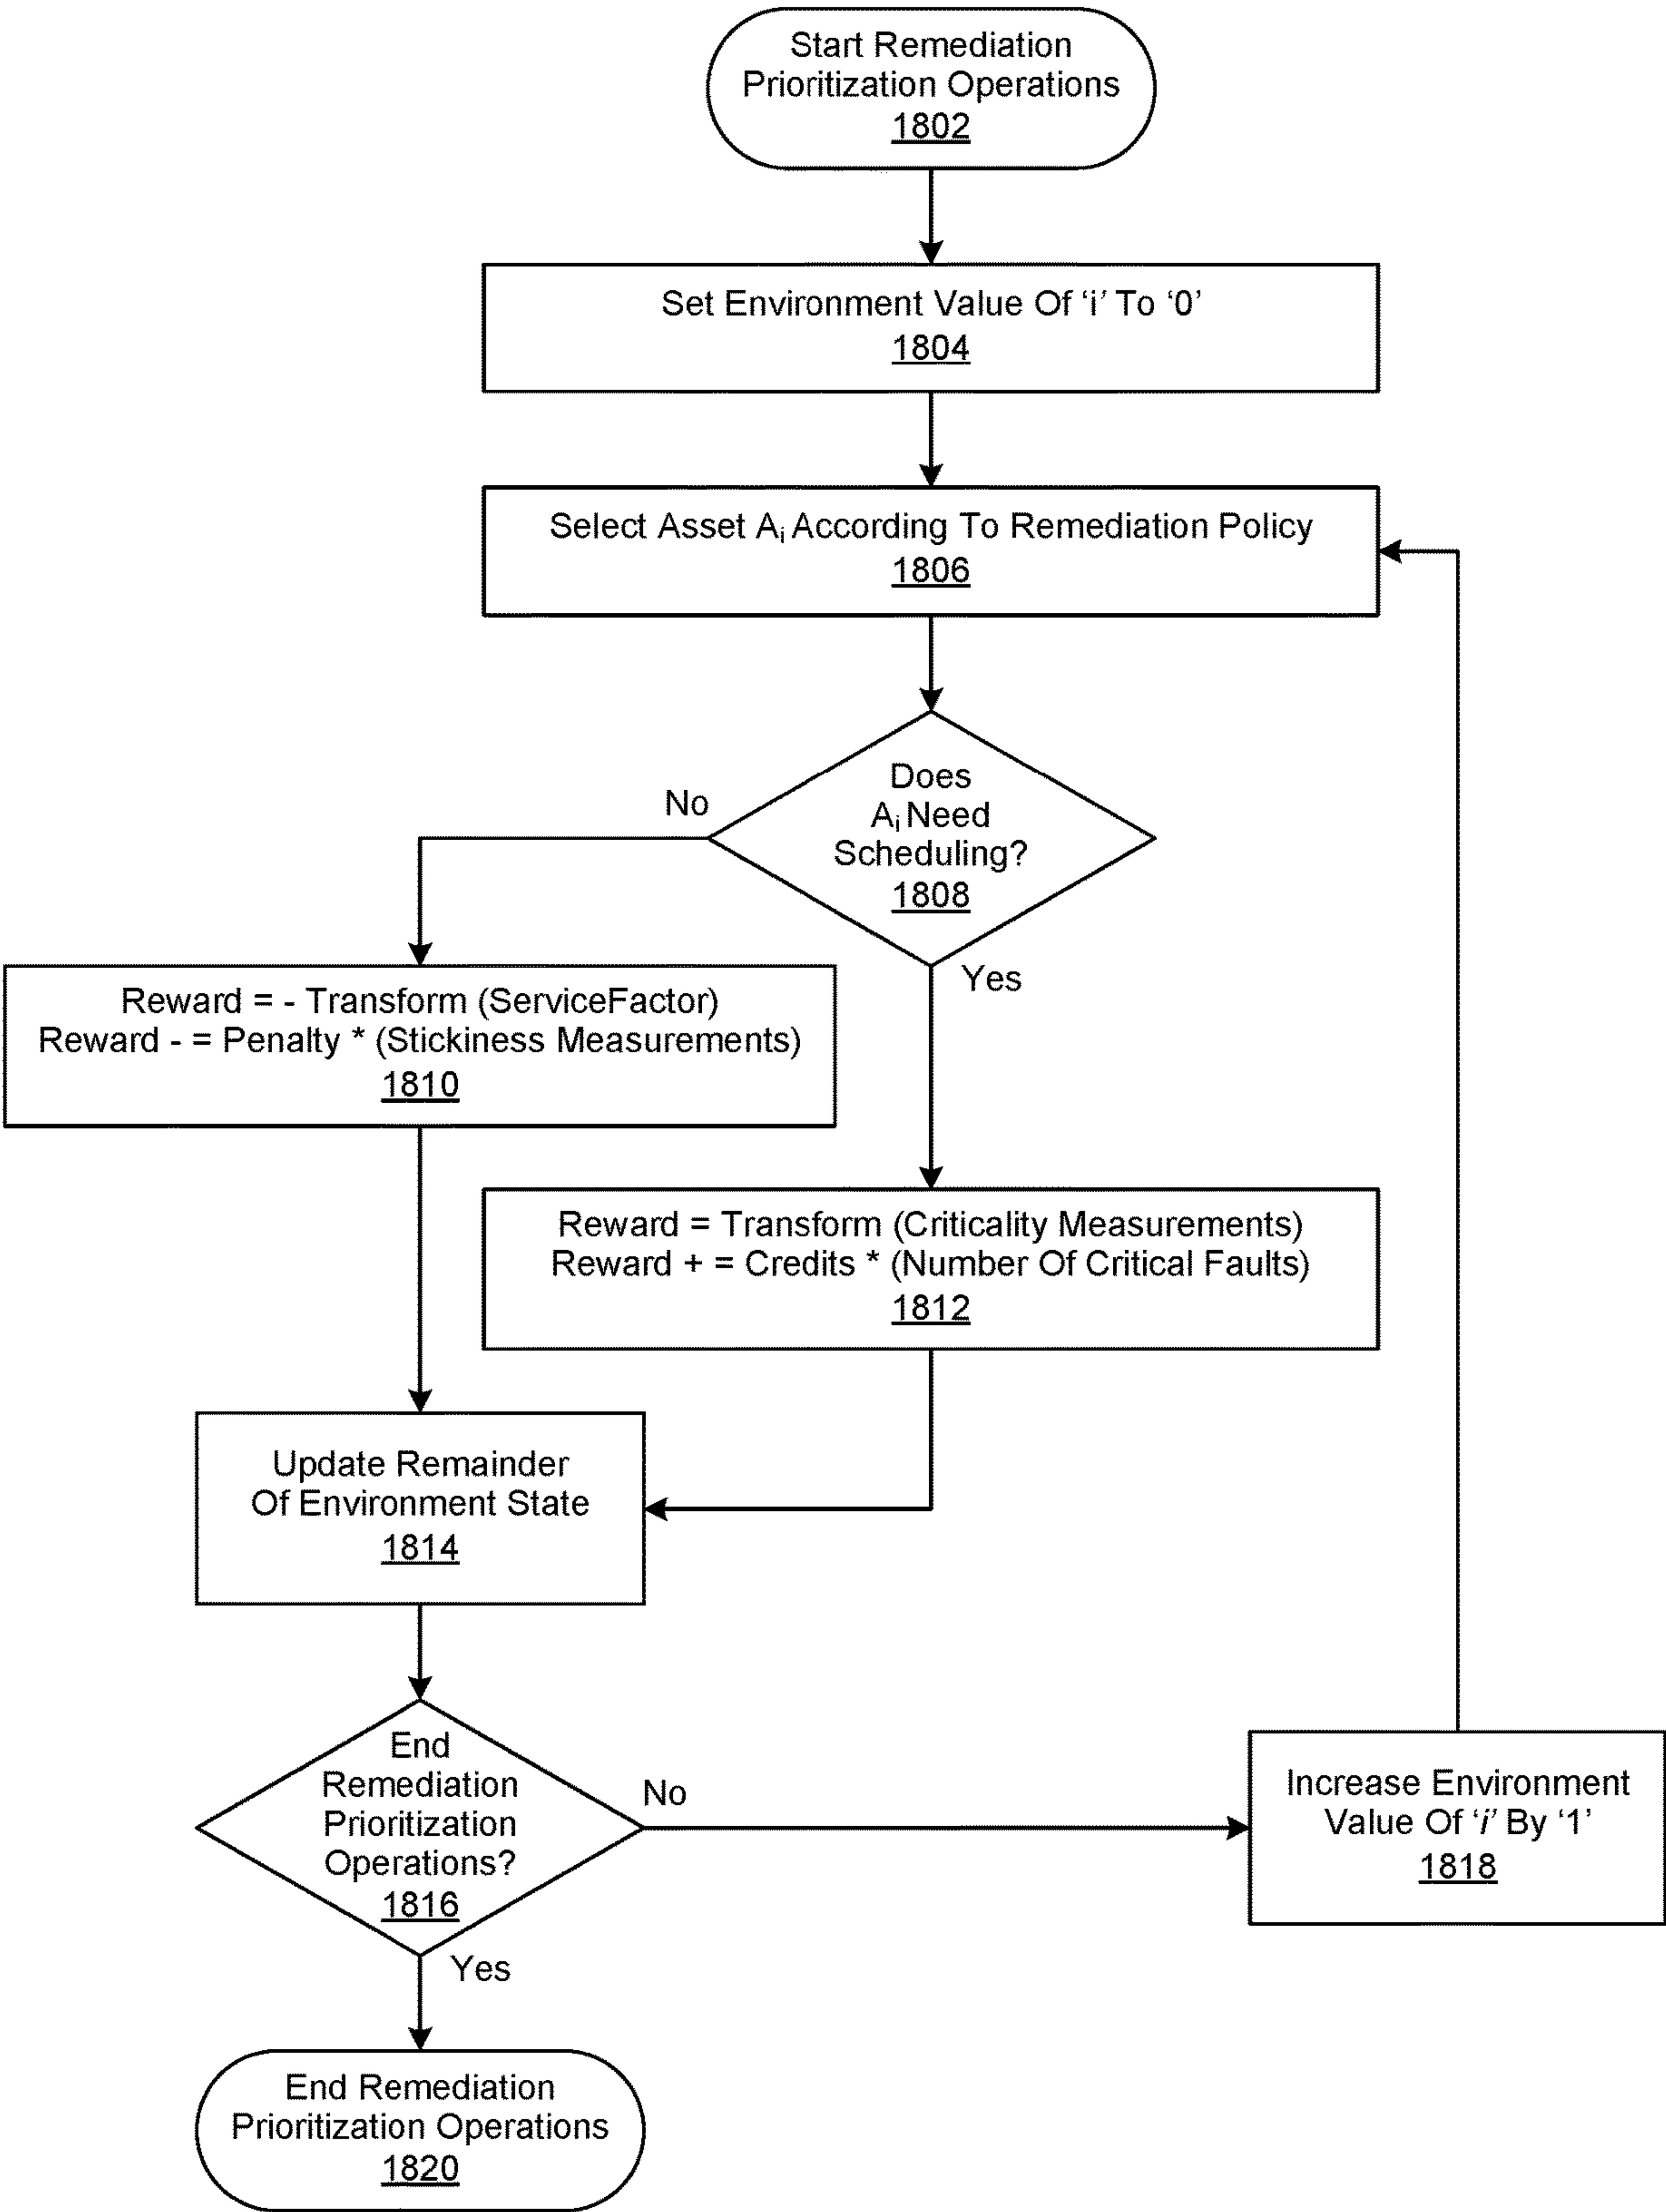 Start Remediation
Prioritization Operations
1802
Set Environment Value Of ‘i’ To ‘0’
1804
Select Asset Ai According To Remediation Policy
1806
Does
Ai Need
Scheduling?
1808
No
Yes
Reward = - Transform (ServiceFactor)
Reward - = Penalty * (Stickiness Measurements)
1810
Reward = Transform (Criticality Measurements)
Reward + = Credits * (Number Of Critical Faults)
1812
Update Remainder
Of Environment State
1814
End
Remediation
Prioritization
Operations?
1816
No
Yes
Increase Environment
Value Of ‘i’ By ‘1’
1818
End Remediation
Prioritization Operations
1820